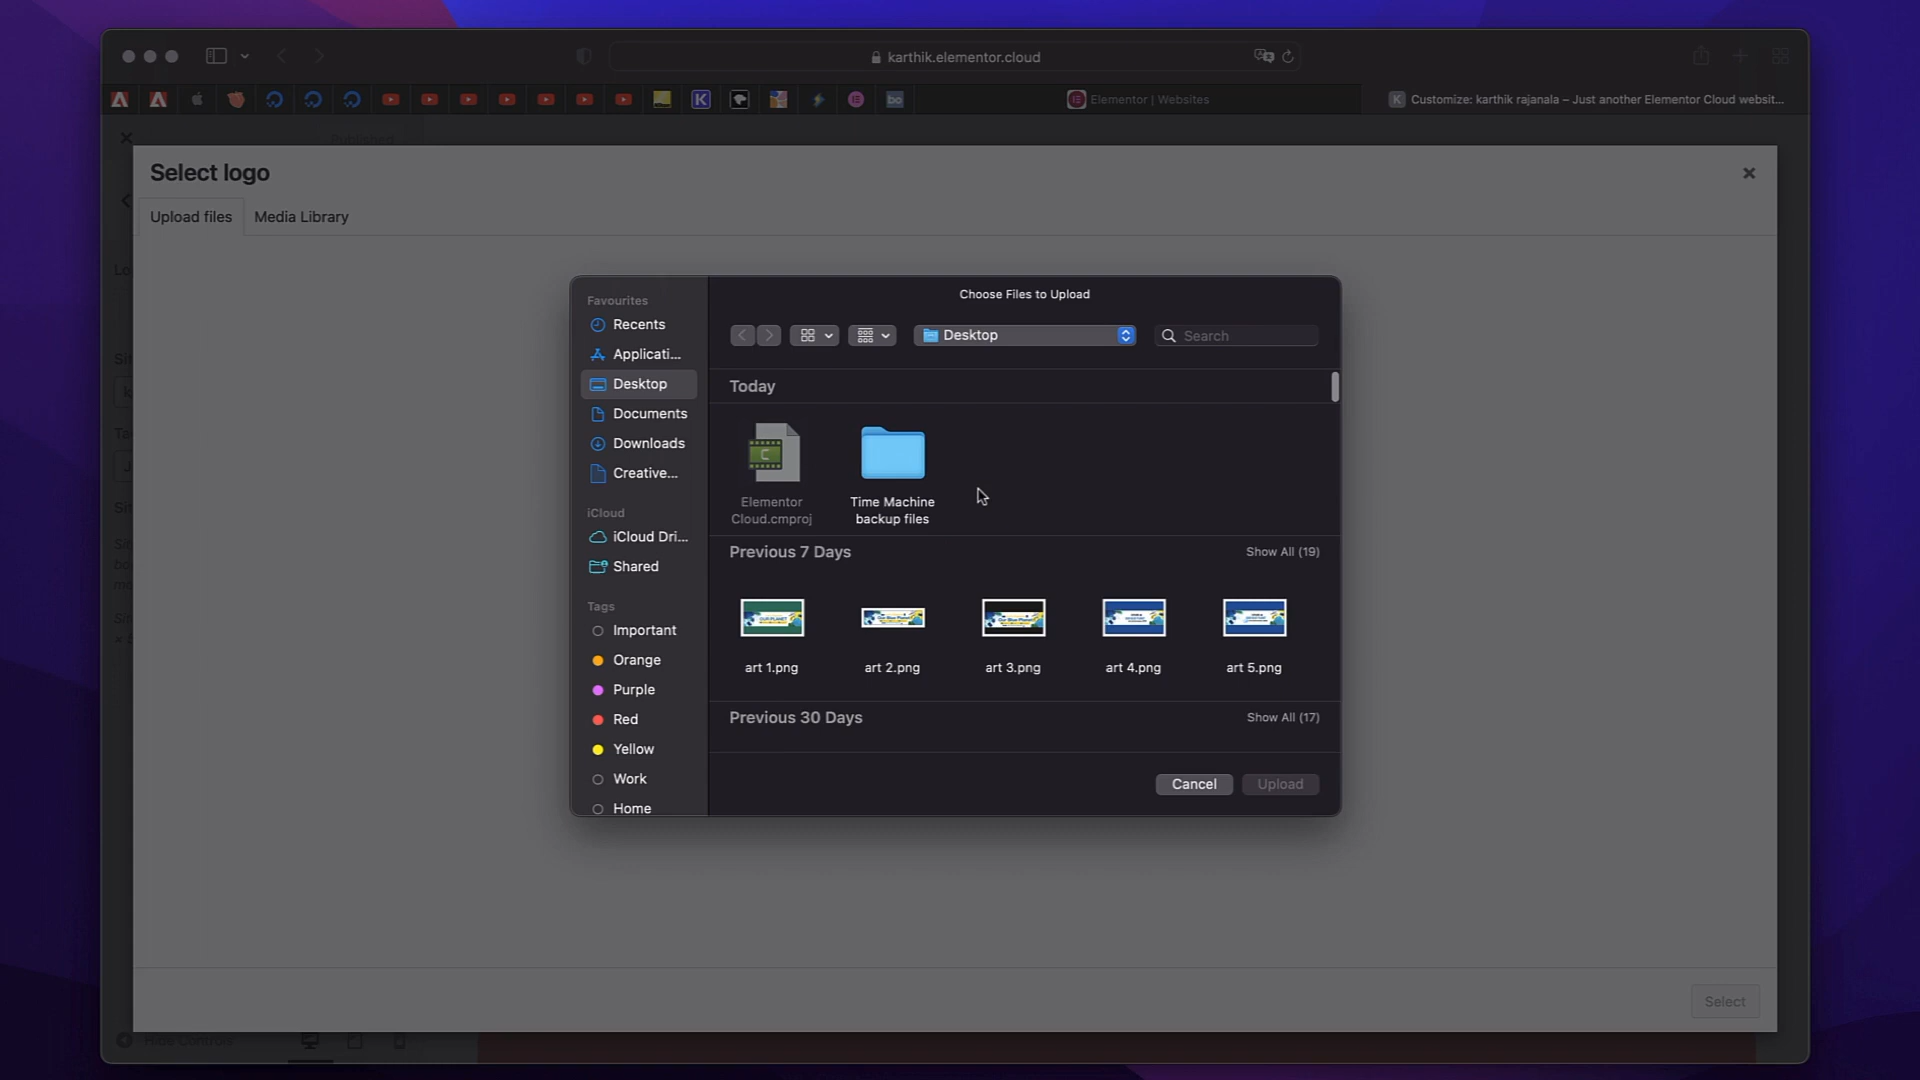 karthik.elementor.cloud
Elementor | Websites
K Customize: karthik rajanala – Just another Elementor Cloud websit...
Published
Select logo
Upload files
Media Library
Choose Files to Upload
Favourites
Recents
Applicati...
Desktop
Documents
Downloads
Creative...
iCloud
iCloud Dri...
Shared
Tags
Important
Orange
Purple
Red
Yellow
Work
Home
Desktop
Search
Today
C
Elementor
Cloud.cmproj
Time Machine
backup files
Previous 7 Days
Show All (19)
art 1.png
art 2.png
art 3.png
art 4.png
art 5.png
Previous 30 Days
Show All (17)
Cancel
Upload
Select
Hide Controls